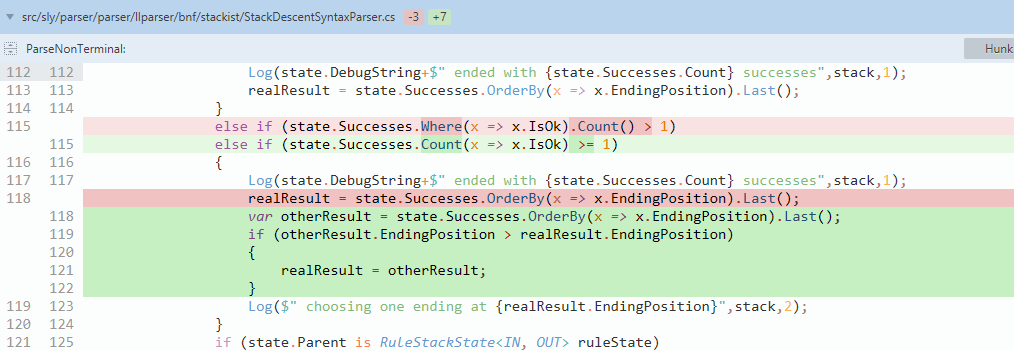 src/sly/parser/parser/llparser/bnf/stackist/StackDescentSyntaxParser.cs -3 +7
ParseNonTerminal: Hunk
112 112 Log(state.DebugString+$" ended with {state.Successes.Count} successes",stack,1);
113 113 realResult = state.Successes.OrderBy(x => x.EndingPosition).Last();
114 114 }
115 else if (state.Successes.Where(x => x.IsOk).Count() > 1)
115 else if (state.Successes.Count(x => x.IsOk) >= 1)
116 116 {
117 117 Log(state.DebugString+$" ended with {state.Successes.Count} successes",stack,1);
118 realResult = state.Successes.OrderBy(x => x.EndingPosition).Last();
118 var otherResult = state.Successes.OrderBy(x => x.EndingPosition).Last();
119 if (otherResult.EndingPosition > realResult.EndingPosition)
120 {
121 realResult = otherResult;
122 }
119 123 Log($" choosing one ending at {realResult.EndingPosition}",stack,2);
120 124 }
121 125 if (state.Parent is RuleStackState<IN, OUT> ruleState)